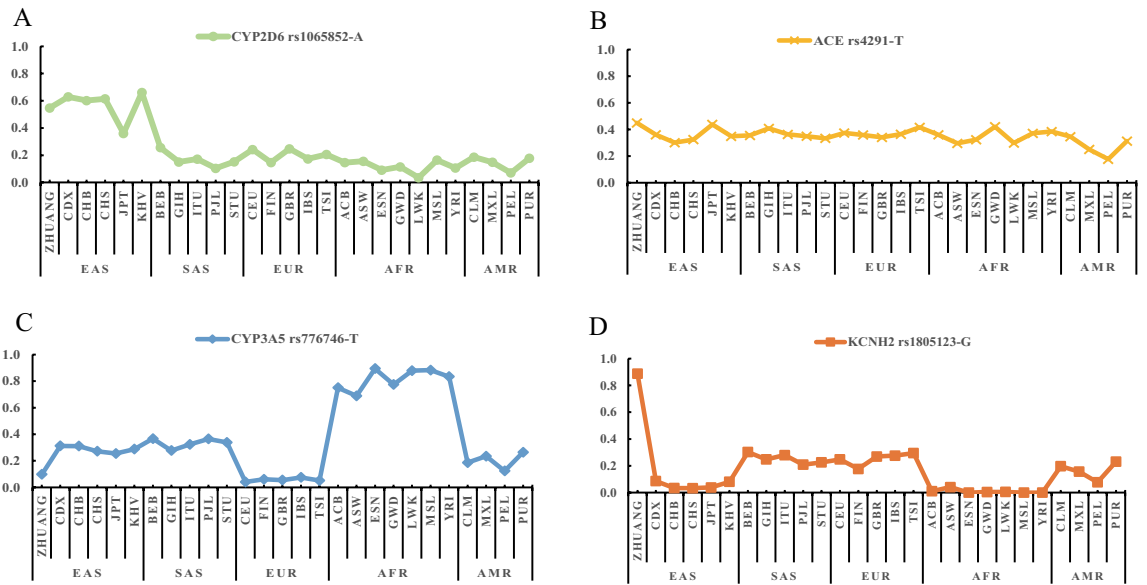 A
CYP2D6 rs1065852-A
1.0
0.8
0.6
0.4
0.2
0.0
ZHUANG CDX CHB CHS JPT KHV BEB GIH ITU PJL STU CEU FIN GBR IBS TSI ACB ASW ESN GWD LWK MSL YRI CLM MXL PEL PUR
EAS SAS EUR AFR AMR
B
ACE rs4291-T
1.0
0.8
0.6
0.4
0.2
0.0
ZHUANG CDX CHB CHS JPT KHV BEB GIH ITU PJL STU CEU FIN GBR IBS TSI ACB ASW ESN GWD LWK MSL YRI CLM MXL PEL PUR
EAS SAS EUR AFR AMR
C
CYP3A5 rs776746-T
1.0
0.8
0.6
0.4
0.2
0.0
ZHUANG CDX CHB CHS JPT KHV BEB GIH ITU PJL STU CEU FIN GBR IBS TSI ACB ASW ESN GWD LWK MSL YRI CLM MXL PEL PUR
EAS SAS EUR AFR AMR
D
KCNH2 rs1805123-G
1.0
0.8
0.6
0.4
0.2
0.0
ZHUANG CDX CHB CHS JPT KHV BEB GIH ITU PJL STU CEU FIN GBR IBS TSI ACB ASW ESN GWD LWK MSL YRI CLM MXL PEL PUR
EAS SAS EUR AFR AMR